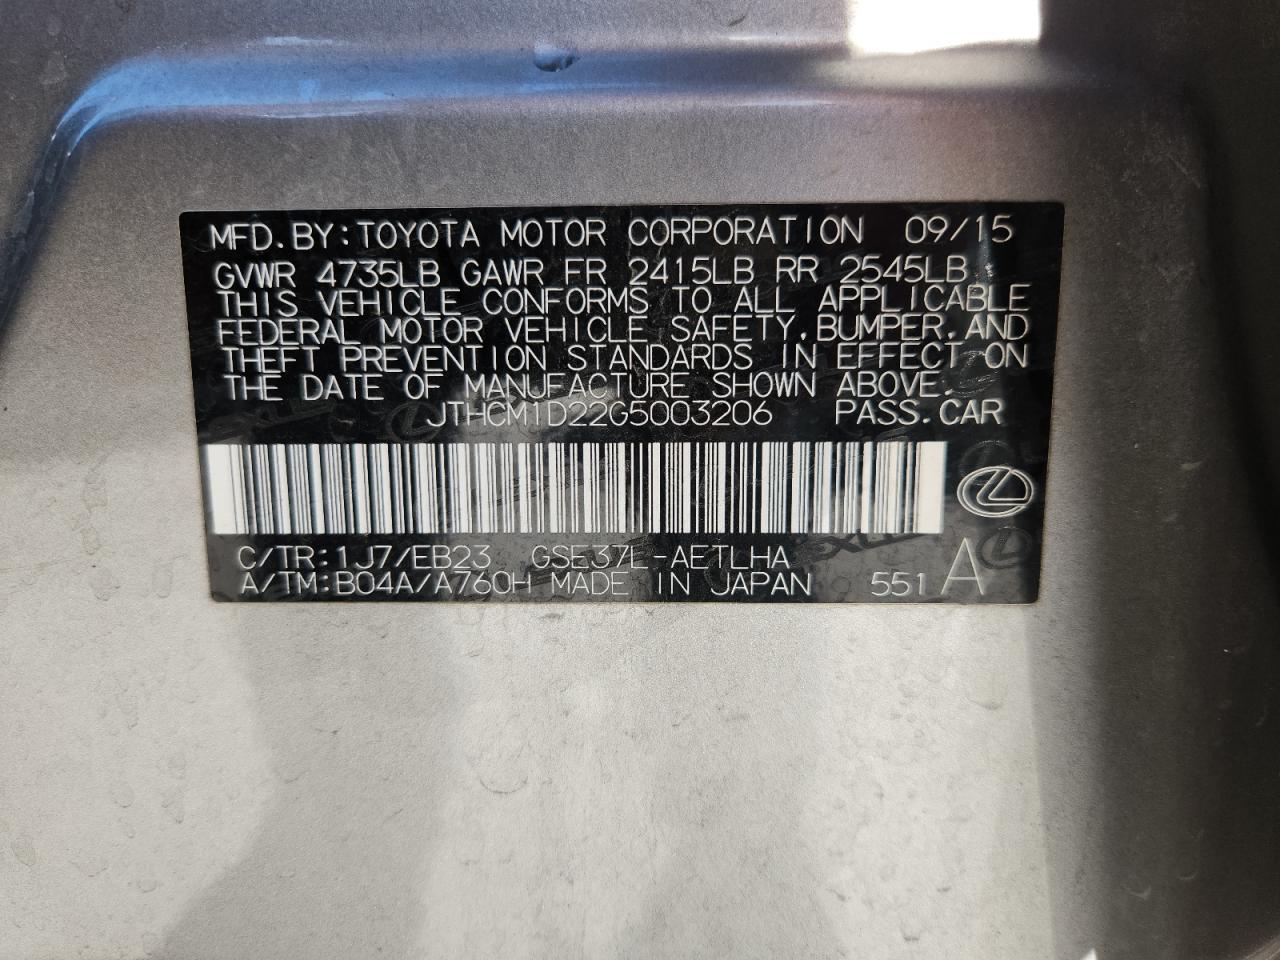 MFD.BY:TOYOTA MOTOR CORPORATION 09/15
GVWR 4735LB GAWR FR 2415LB RR 2545LB
THIS VEHICLE CONFORMS TO ALL APPLICABLE
FEDERAL MOTOR VEHICLE SAFETY,BUMPER,AND
THEFT PREVENTION STANDARDS IN EFFECT ON
THE DATE OF MANUFACTURE SHOWN ABOVE.
JTHCM1D22G5003206 PASS.CAR
C/TR:1J7/EB23 GSE37L-AETLHA
A/TM:B04A/A760H MADE IN JAPAN 551 A